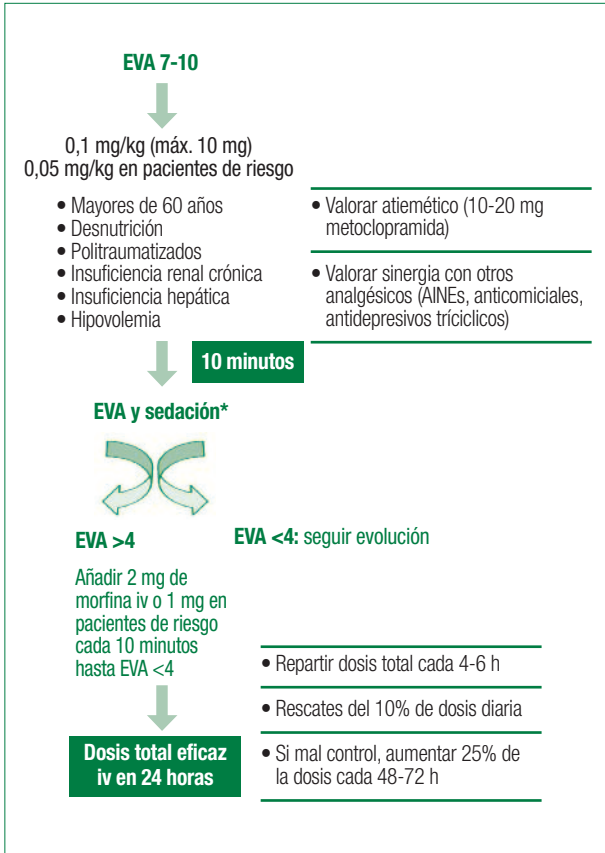 EVA 7-10
0,1 mg/kg (máx. 10 mg)
0,05 mg/kg en pacientes de riesgo
• Mayores de 60 años
• Desnutrición
• Politraumatizados
• Insuficiencia renal crónica
• Insuficiencia hepática
• Hipovolemia
• Valorar atiemético (10-20 mg
metoclopramida)
• Valorar sinergia con otros
analgésicos (AINEs, anticomiciales,
antidepresivos tríciclicos)
10 minutos
EVA y sedación*
EVA >4
Añadir 2 mg de
morfina iv o 1 mg en
pacientes de riesgo
cada 10 minutos
hasta EVA <4
EVA <4: seguir evolución
Dosis total eficaz
iv en 24 horas
• Repartir dosis total cada 4-6 h
• Rescates del 10% de dosis diaria
• Si mal control, aumentar 25% de
la dosis cada 48-72 h